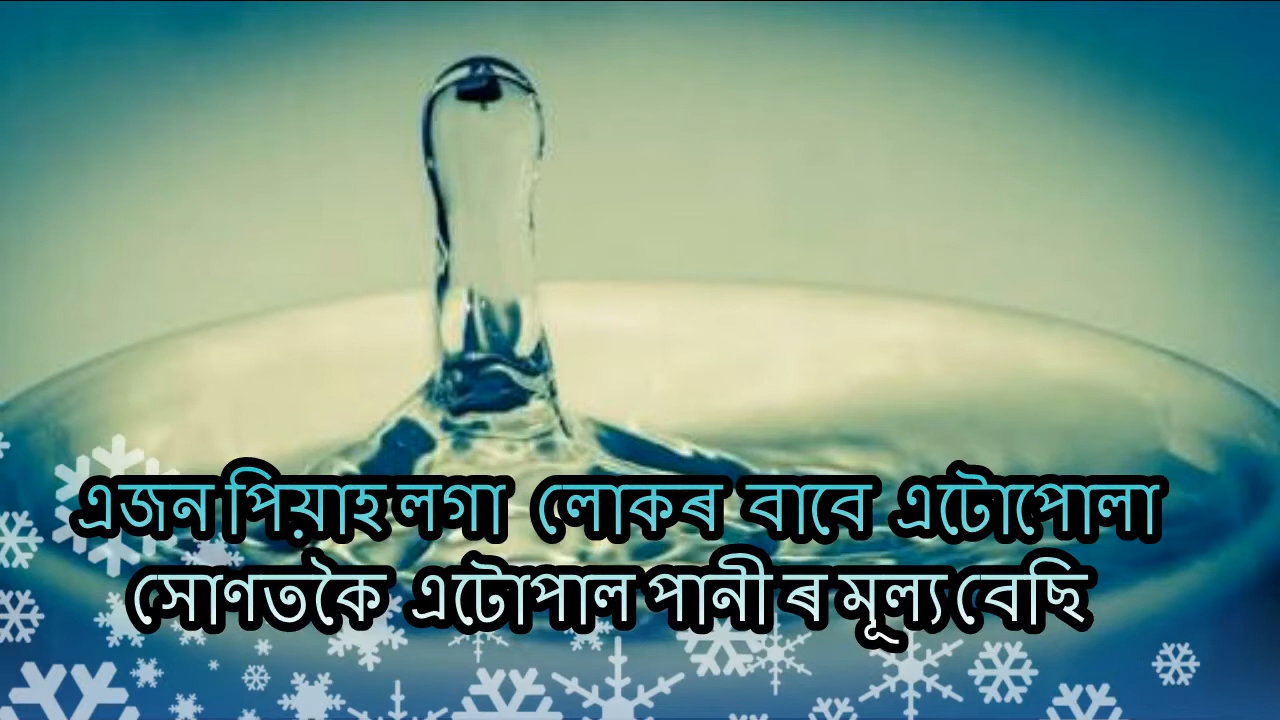 এজন পিয়াহ লগা লোকৰ বাবে এটোপোলা
সোণতকৈ এটোপাল পানী ৰ মূল্য বেছি